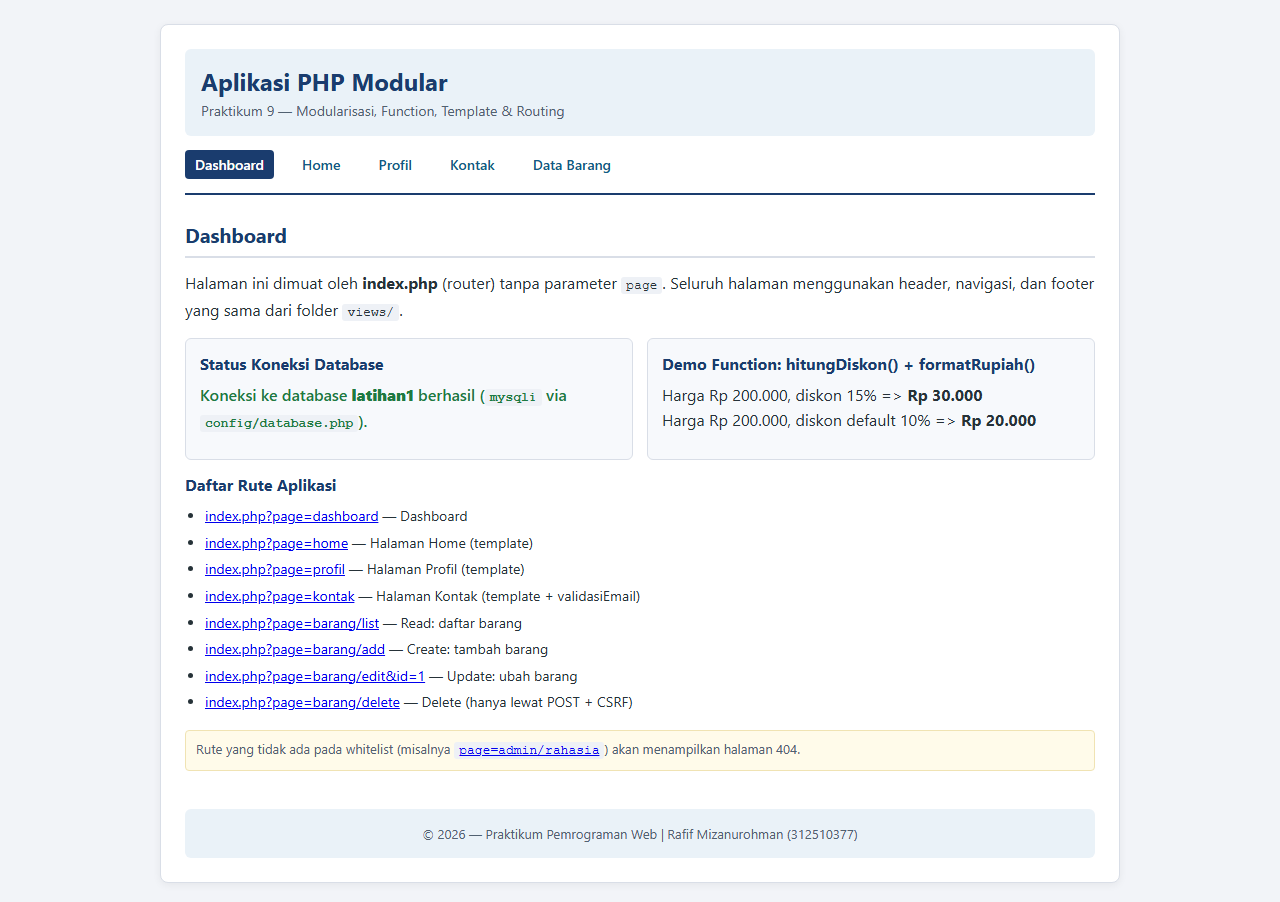 Aplikasi PHP Modular
Praktikum 9 — Modularisasi, Function, Template & Routing
Dashboard Home Profil Kontak Data Barang
Dashboard
Halaman ini dimuat oleh index.php (router) tanpa parameter page. Seluruh halaman menggunakan header, navigasi, dan footer
yang sama dari folder views/.
Status Koneksi Database
Koneksi ke database latihan1 berhasil (mysqli via
config/database.php).
Demo Function: hitungDiskon() + formatRupiah()
Harga Rp 200.000, diskon 15% => Rp 30.000
Harga Rp 200.000, diskon default 10% => Rp 20.000
Daftar Rute Aplikasi
• index.php?page=dashboard — Dashboard
• index.php?page=home — Halaman Home (template)
• index.php?page=profil — Halaman Profil (template)
• index.php?page=kontak — Halaman Kontak (template + validasiEmail)
• index.php?page=barang/list — Read: daftar barang
• index.php?page=barang/add — Create: tambah barang
• index.php?page=barang/edit&id=1 — Update: ubah barang
• index.php?page=barang/delete — Delete (hanya lewat POST + CSRF)
Rute yang tidak ada pada whitelist (misalnya page=admin/rahasia) akan menampilkan halaman 404.
© 2026 — Praktikum Pemrograman Web | Rafif Mizanurohman (312510377)